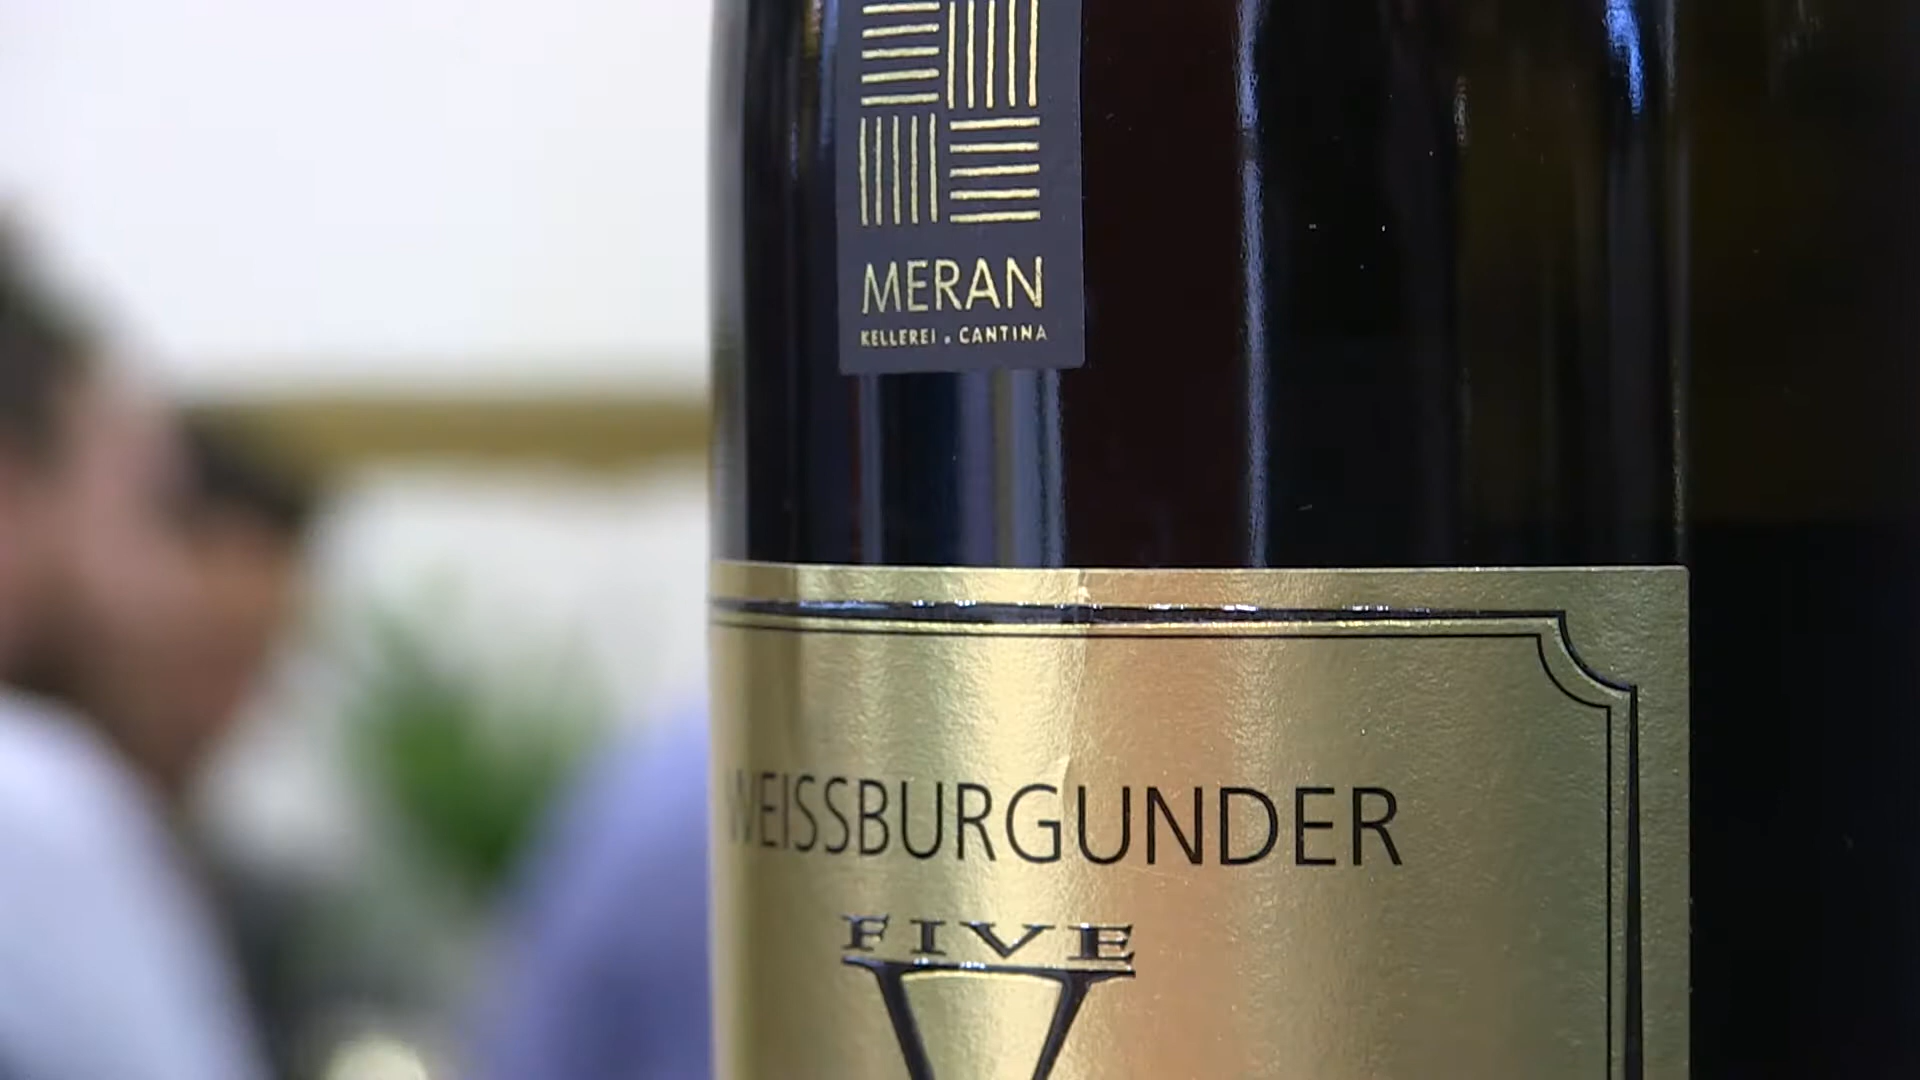 MERAN
KELLEREI . CANTINA
WEISSBURGUNDER
FIVE
V